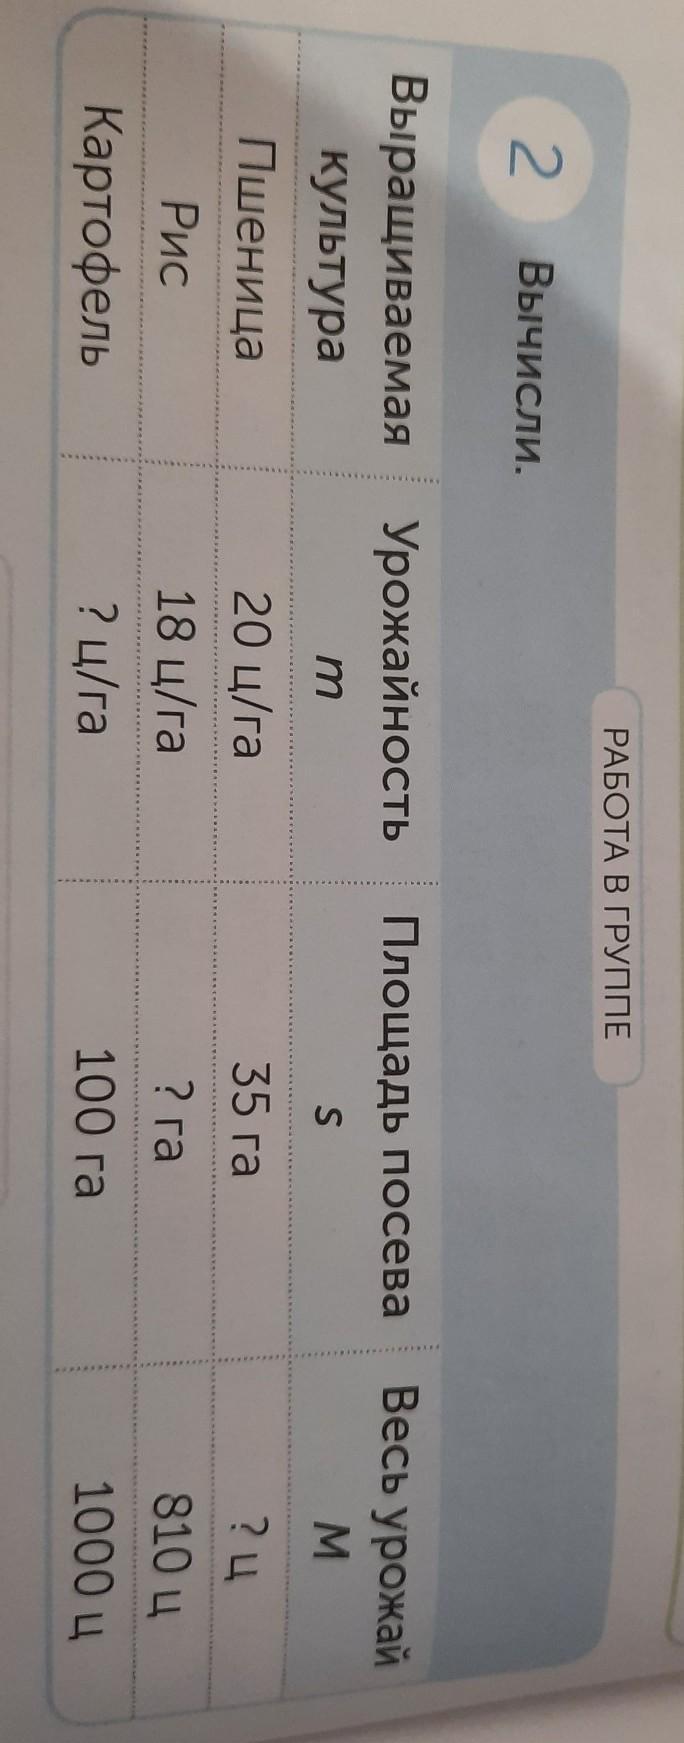 РАБОТА В ГРУППЕ
2 Вычисли.
Выращиваемая культура Урожайность m Площадь посева s Весь урожай M
Пшеница 20 ц/га 35 га ? ц
Рис 18 ц/га ? га 810 ц
Картофель ? ц/га 100 га 1000 ц